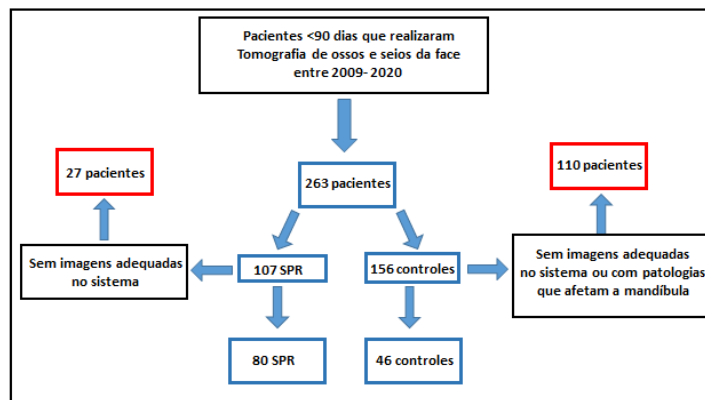 Pacientes <90 dias que realizaram
Tomografia de ossos e seios da face
entre 2009- 2020
27 pacientes
110 pacientes
263 pacientes
Sem imagens adequadas
no sistema
107 SPR
156 controles
Sem imagens adequadas
no sistema ou com patologias
que afetam a mandíbula
80 SPR
46 controles